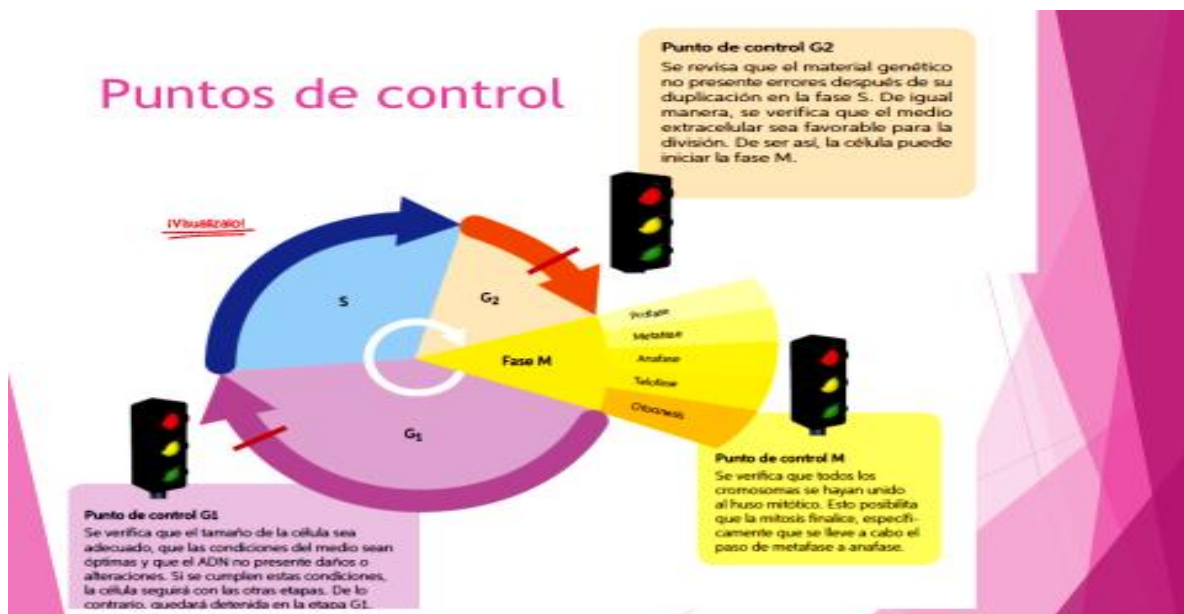 Puntos de control
Punto de control G2
Se revisa que el material genético
no presente errores después de su
duplicación en la fase S. De igual
manera, se verifica que el medio
extracelular sea favorable para la
división. De ser así, la célula puede
iniciar la fase M.
¡Visualízalo!
S
G2
Fase M
Profase
Metafase
Anafase
Telofase
Citocinesis
G1
Punto de control M
Se verifica que todos los
cromosomas se hayan unido
al huso mitótico. Esto posibilita
que la mitosis finalice, específi-
camente que se lleve a cabo el
paso de metafase a anafase.
Punto de control G1
Se verifica que el tamaño de la célula sea
adecuado, que las condiciones del medio sean
óptimas y que el ADN no presente daños o
alteraciones. Si se cumplen estas condiciones,
la célula seguirá con las otras etapas. De lo
contrario, quedará detenida en la etapa G1.